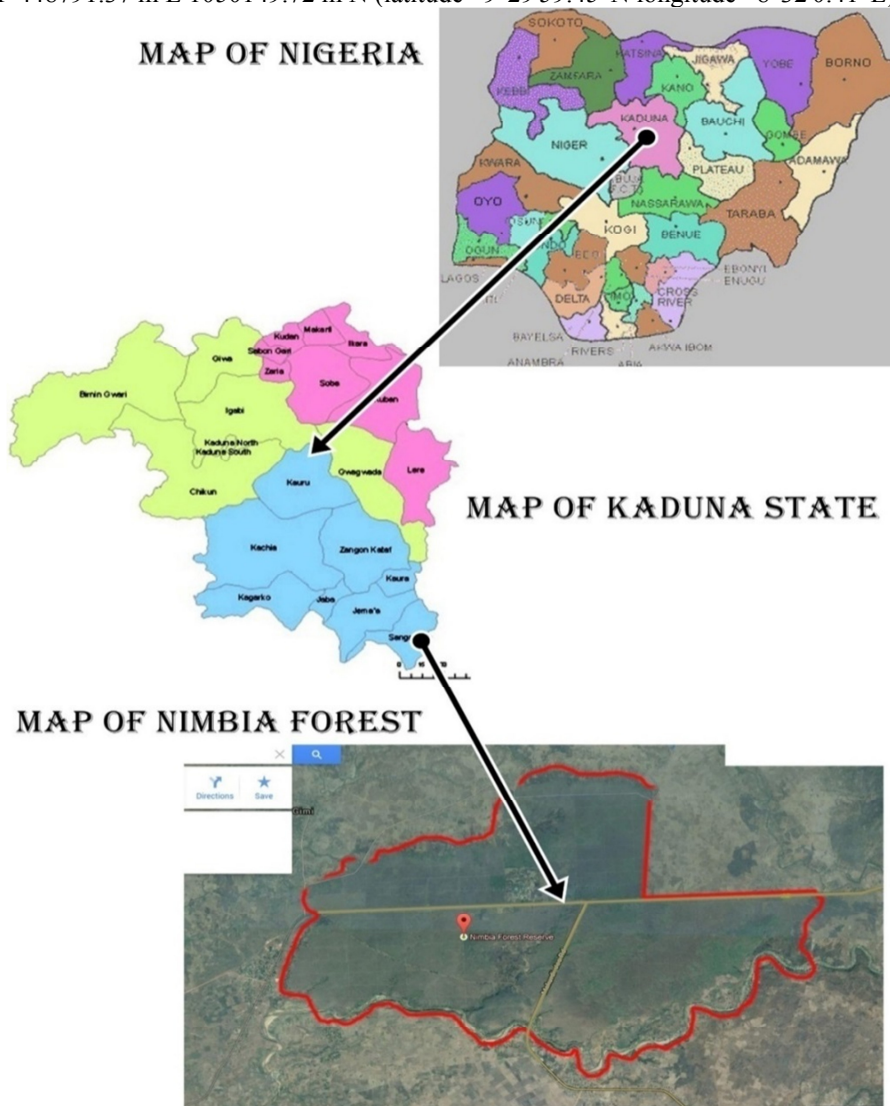 MAP OF NIGERIA
SOKOTO
KATSINA
JIGAWA
YOBE
BORNO
ZAMFARA
KEBBI
KANO
KADUNA
BAUCHI
GOMBE
NIGER
ADAMAWA
PLATEAU
KWARA
NASSARAWA
TARABA
OYO
KOGI
BENUE
OGUN
LAGOS
EBONYI
ENUGU
DELTA
CROSS
RIVER
BAYELSA
RIVERS
AKWA IBOM
ANAMBRA
Makarfi
Kudan
Ikara
Sabon Gari
Giwa
Zaria
Soba
Birnin Gwari
Igabi
Kaduna North
Kaduna South
Lere
Kauru
Chikun
MAP OF KADUNA STATE
Kachia
Zangon Kataf
Kaura
Kagarko
Jaba
Jema'a
MAP OF NIMBIA FOREST
Directions
Save
Gimi
Nimbia Forest Reserve